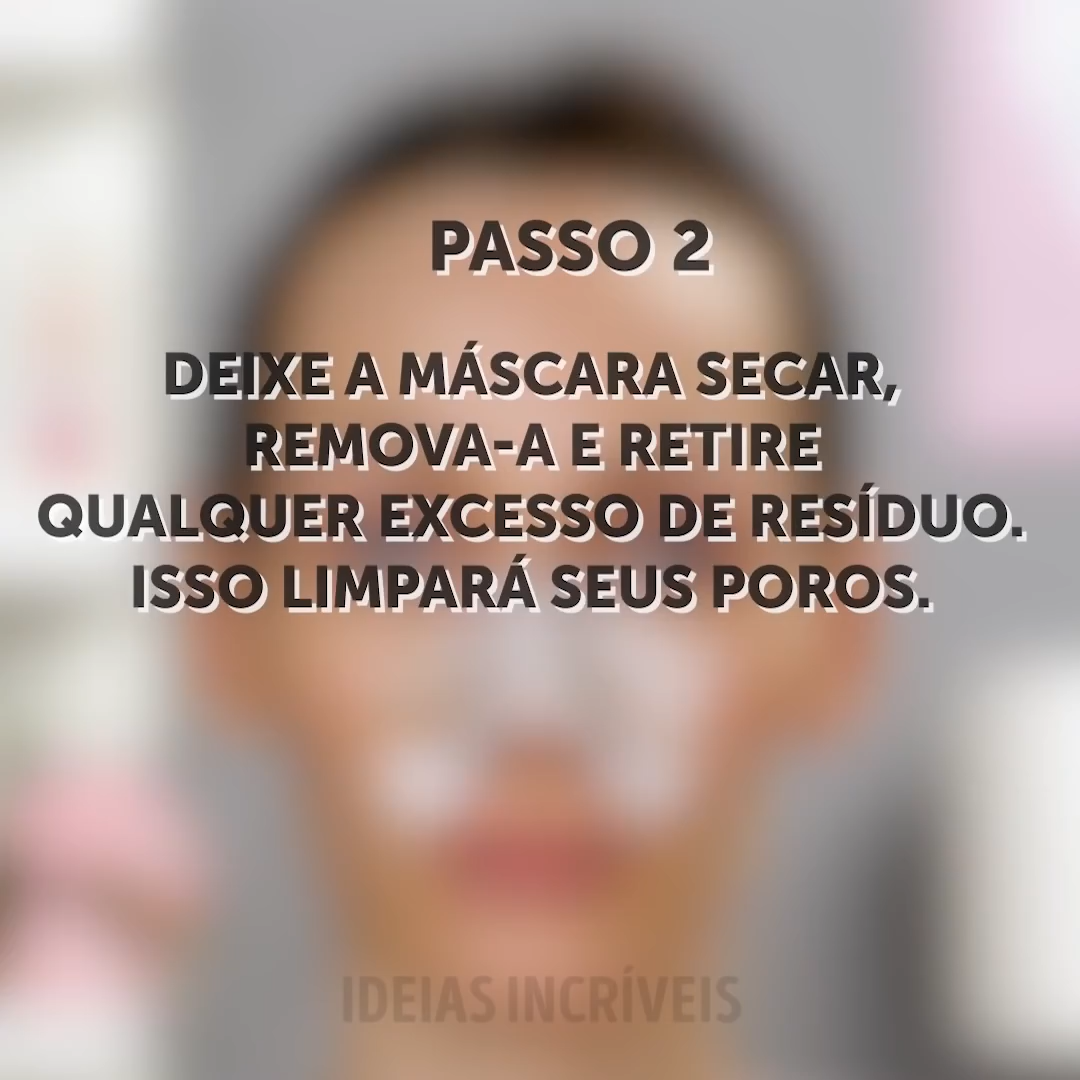 PASSO 2
DEIXE A MÁSCARA SECAR,
REMOVA-A E RETIRE
QUALQUER EXCESSO DE RESÍDUO.
ISSO LIMPARÁ SEUS POROS.
IDEIAS INCRÍVEIS